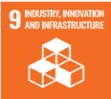 9 INDUSTRY, INNOVATION
AND INFRASTRUCTURE